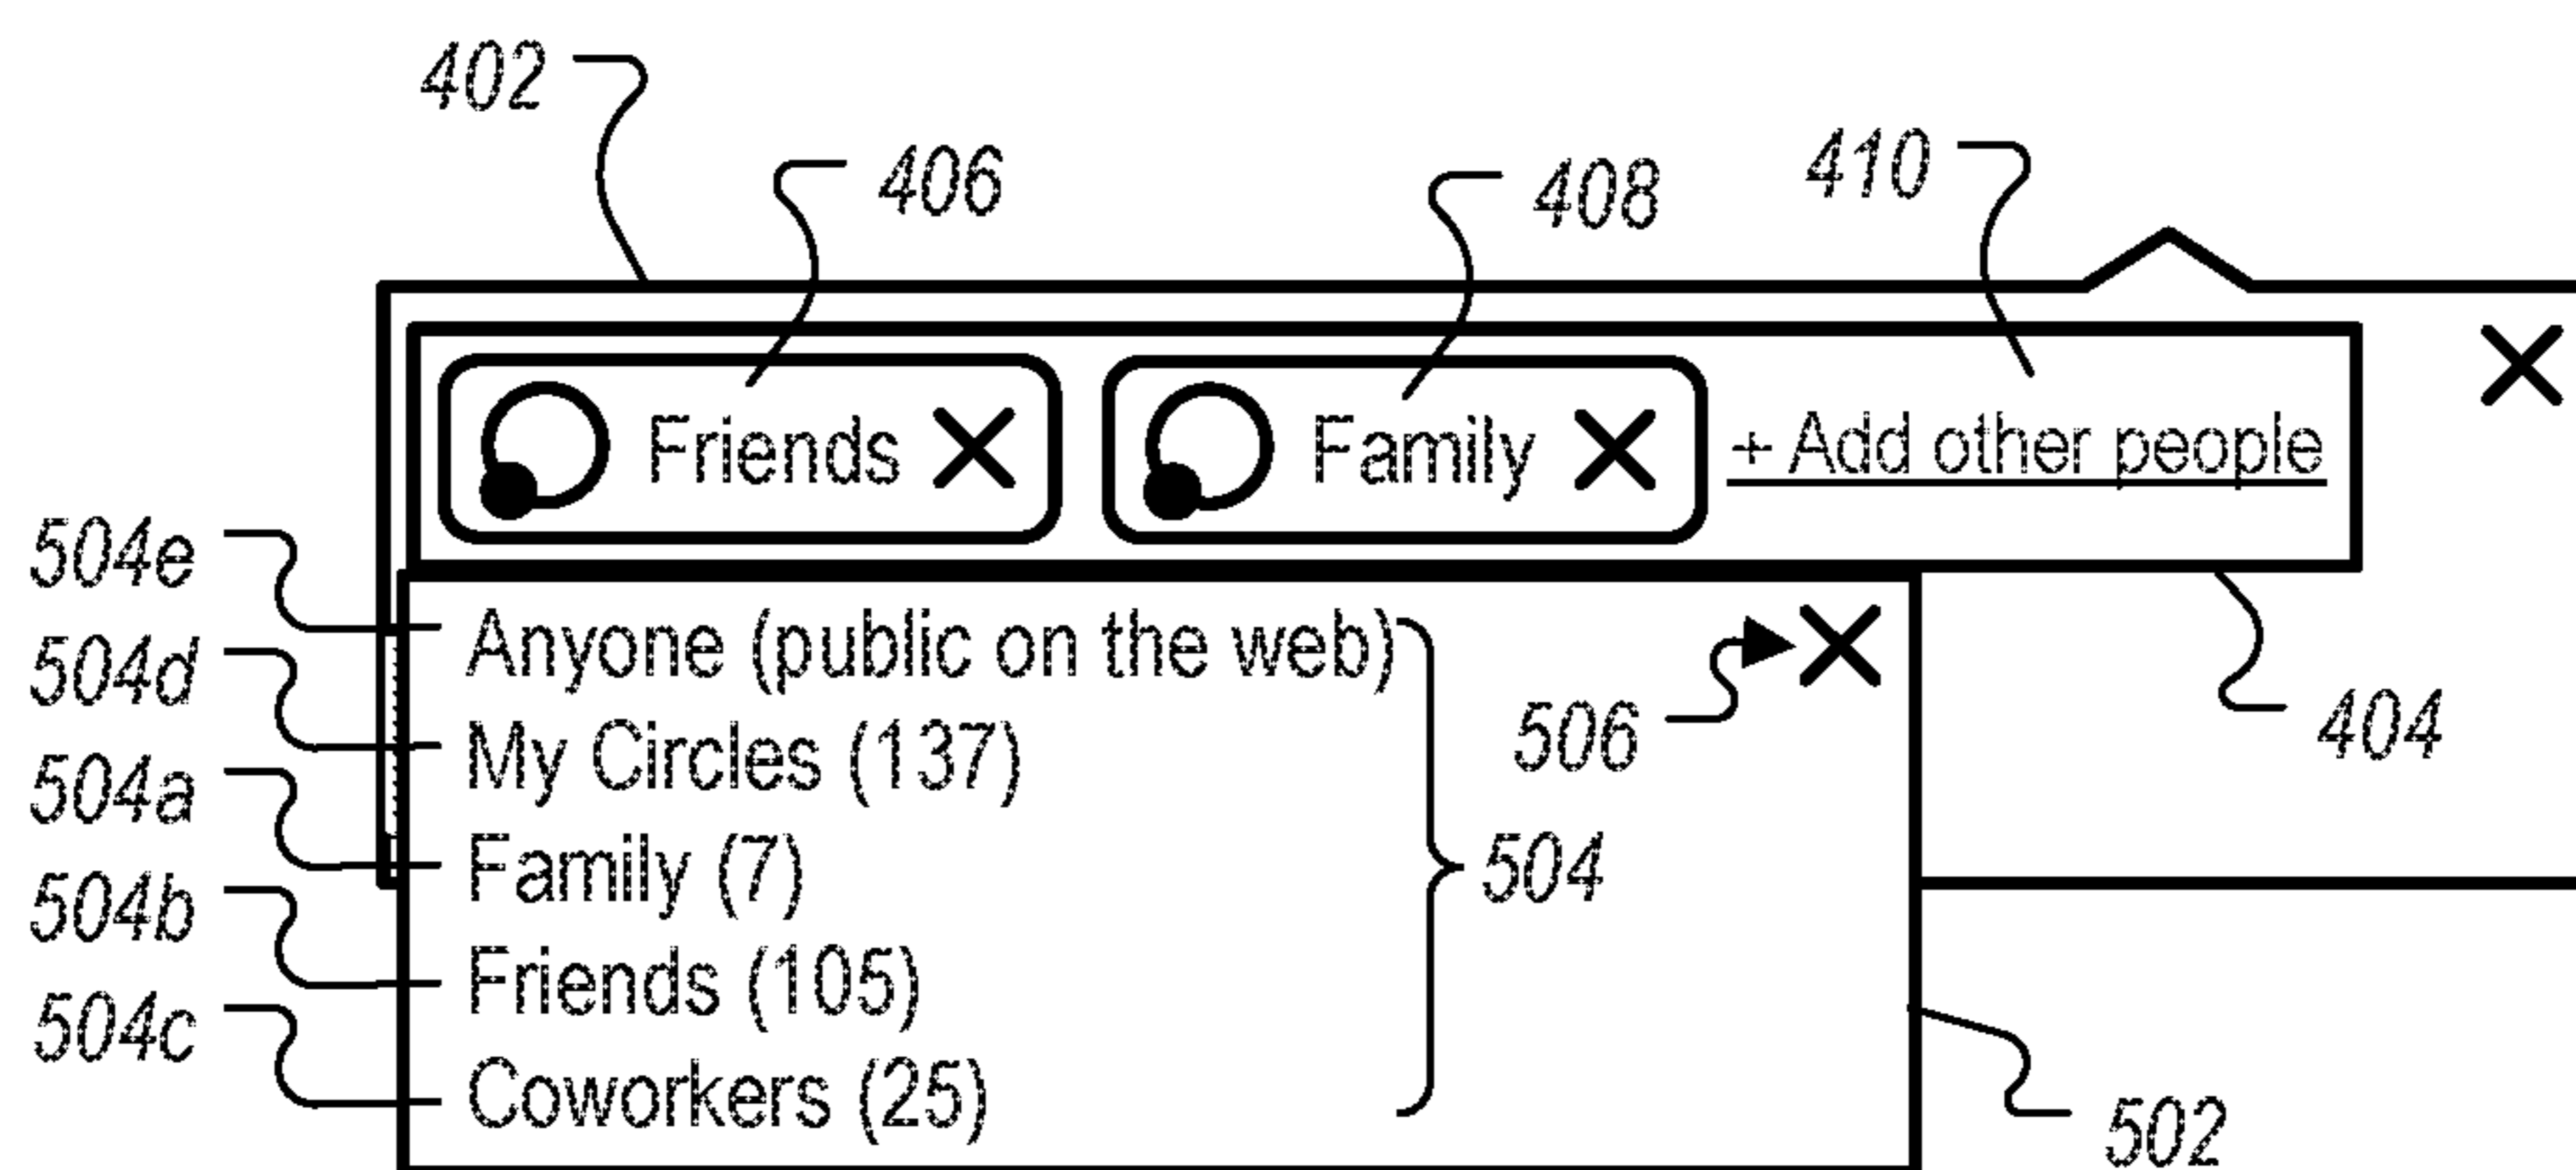 402
406
408
410
Friends
Family
+ Add other people
504e
Anyone (public on the web)
504d
506
404
My Circles (137)
504a
Family (7)
504
504b
Friends (105)
504c
Coworkers (25)
502